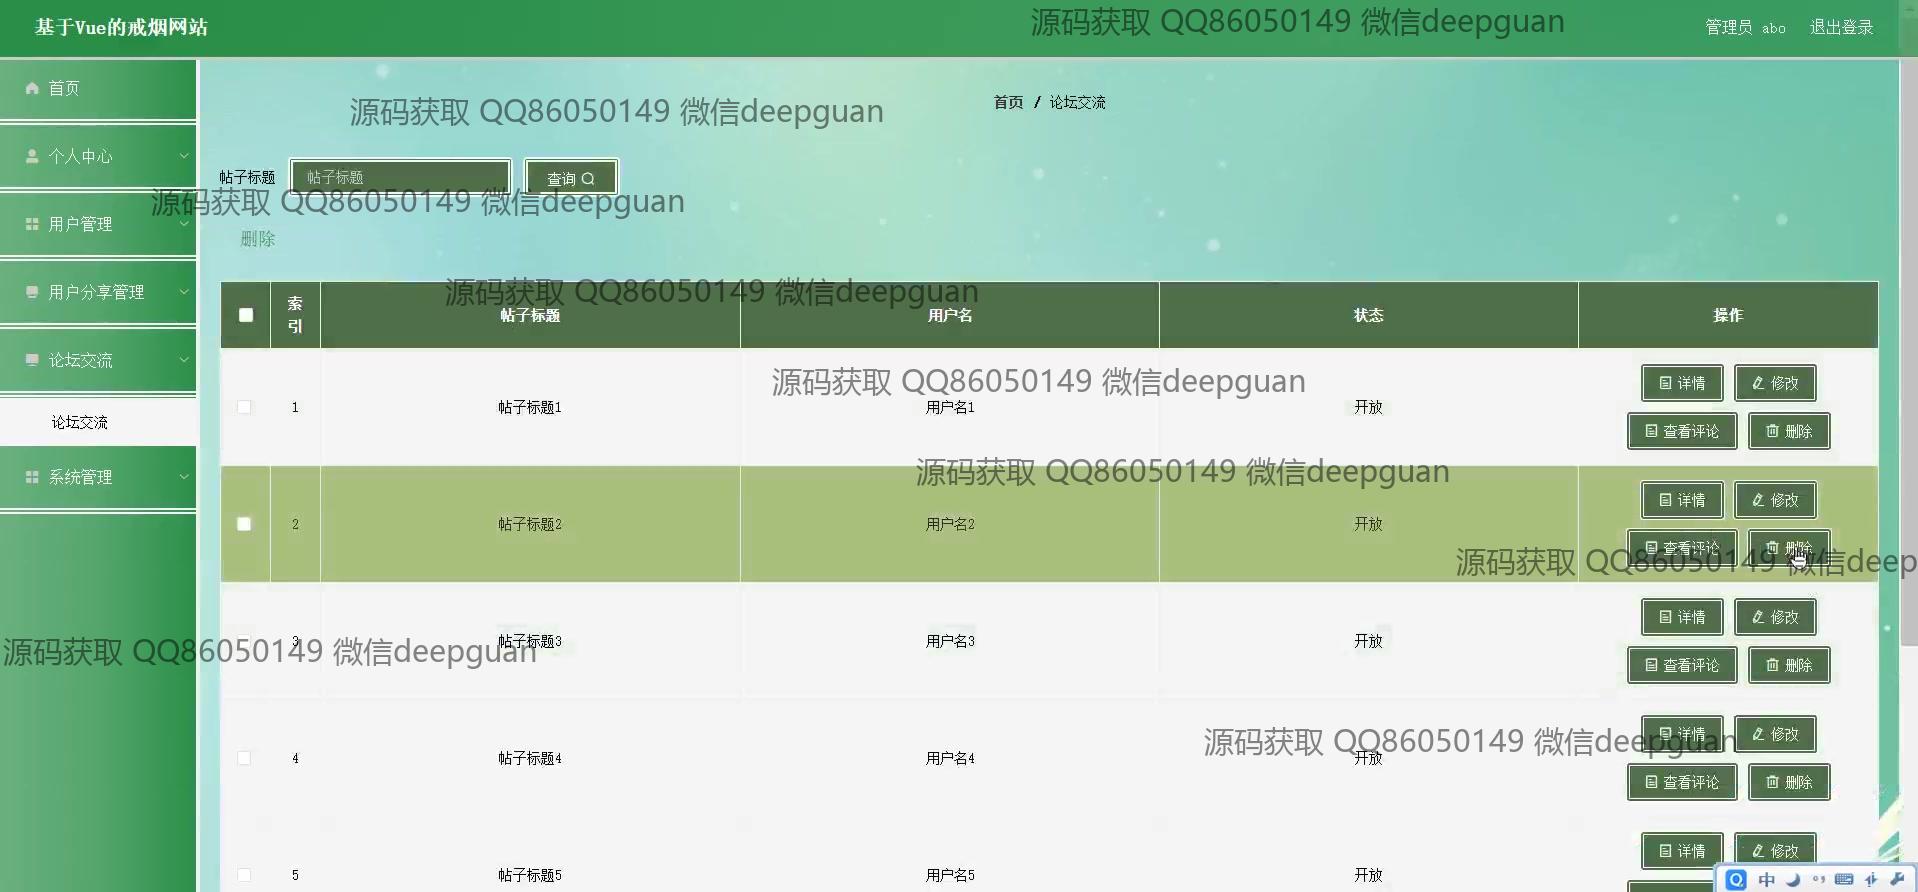 基于Vue的戒烟网站
源码获取 QQ86050149 微信deepguan
管理员 abo
退出登录
首页
个人中心
用户管理
用户分享管理
论坛交流
论坛交流
系统管理
源码获取 QQ86050149 微信deepguan
首页 / 论坛交流
帖子标题
帖子标题
查询
源码获取 QQ86050149 微信deepguan
删除
源码获取 QQ86050149 微信deepguan
索引
帖子标题
用户名
状态
操作
源码获取 QQ86050149 微信deepguan
1
帖子标题1
用户名1
开放
详情
修改
查看评论
删除
源码获取 QQ86050149 微信deepguan
2
帖子标题2
用户名2
开放
详情
修改
查看评论
删除
源码获取 QQ86050149 微信deep
3
帖子标题3
用户名3
开放
详情
修改
查看评论
删除
源码获取 QQ86050149 微信deepguan
源码获取 QQ86050149 微信deepguan
4
帖子标题4
用户名4
开放
详情
修改
查看评论
删除
5
帖子标题5
用户名5
开放
详情
修改
中